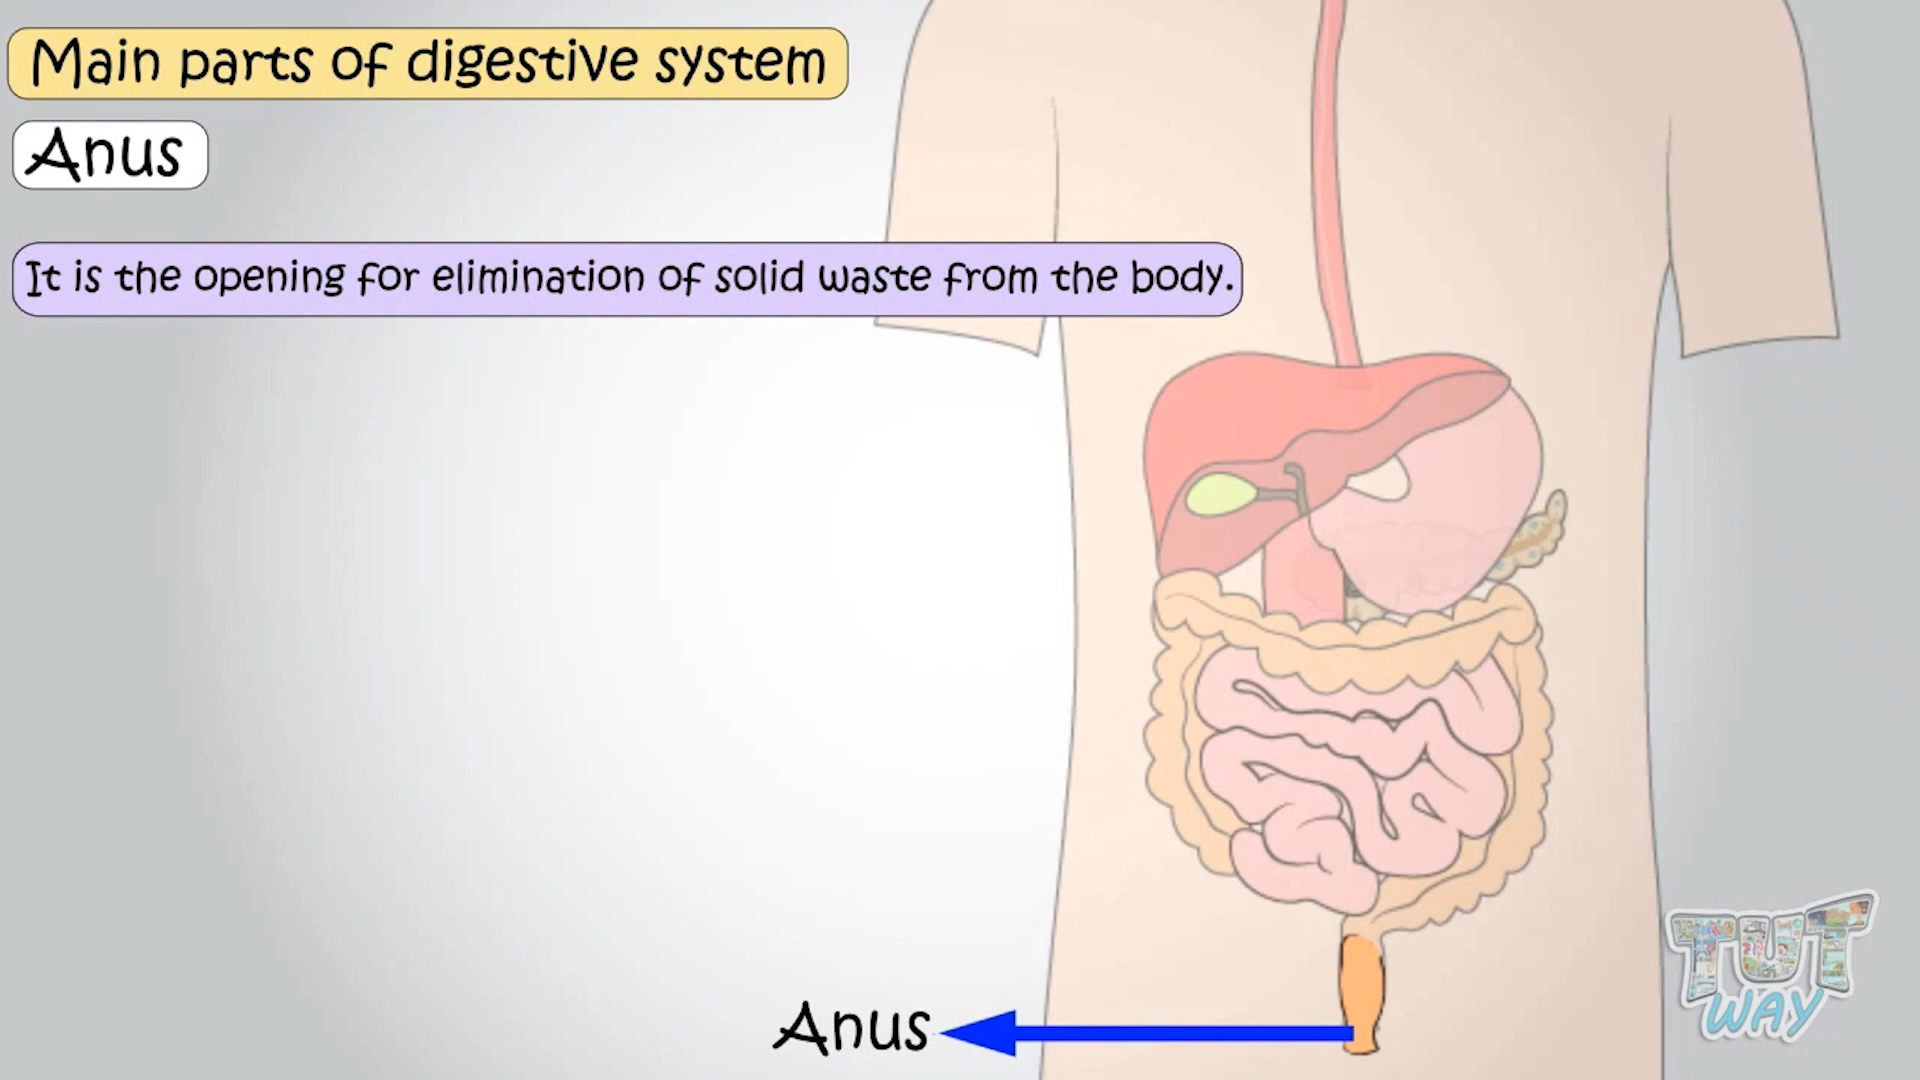 Main parts of digestive system
Anus
It is the opening for elimination of solid waste from the body.
Anus
TUT
WAY